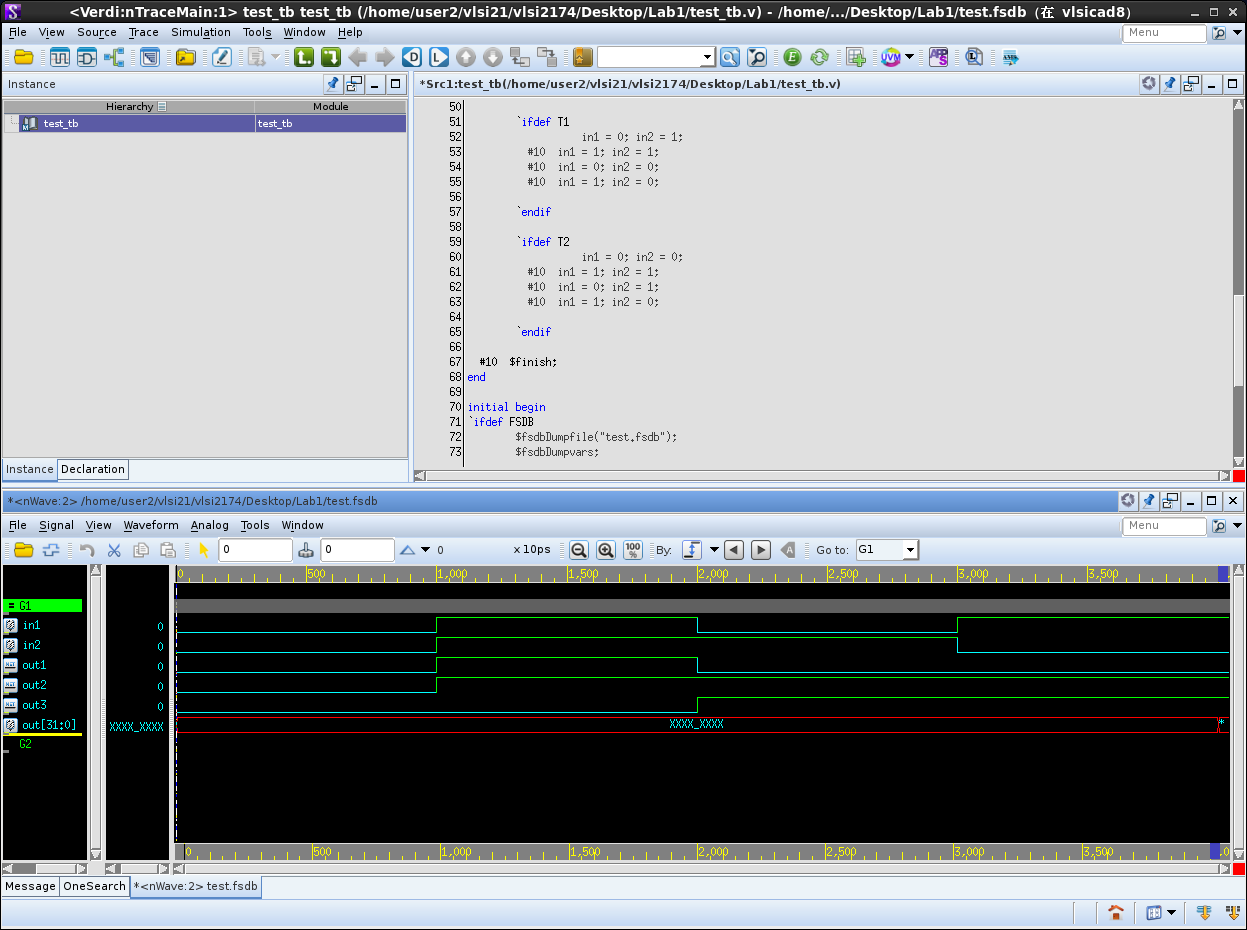 <Verdi:nTraceMain:1> test_tb test_tb (/home/user2/vlsi21/vlsi2174/Desktop/Lab1/test_tb.v) - /home/.../Desktop/Lab1/test.fsdb (在 vlsicad8)
File View Source Trace Simulation Tools Window Help
Menu
Instance
Hierarchy Module
test_tb test_tb
Instance Declaration
*Src1:test_tb(/home/user2/vlsi21/vlsi2174/Desktop/Lab1/test_tb.v)
50
51 `ifdef T1
52 in1 = 0; in2 = 1;
53 #10 in1 = 1; in2 = 1;
54 #10 in1 = 0; in2 = 0;
55 #10 in1 = 1; in2 = 0;
56
57 `endif
58
59 `ifdef T2
60 in1 = 0; in2 = 0;
61 #10 in1 = 1; in2 = 1;
62 #10 in1 = 0; in2 = 1;
63 #10 in1 = 1; in2 = 0;
64
65 `endif
66
67 #10 $finish;
68 end
69
70 initial begin
71 `ifdef FSDB
72 $fsdbDumpfile("test.fsdb");
73 $fsdbDumpvars;
*<nWave:2> /home/user2/vlsi21/vlsi2174/Desktop/Lab1/test.fsdb
File Signal View Waveform Analog Tools Window
Menu
0 0 0 x 10ps 100% By: Go to: G1
0 500 1,000 1,500 2,000 2,500 3,000 3,500
= G1
in1 0
in2 0
out1 0
out2 0
out3 0
out[31:0] XXXX_XXXX XXXX_XXXX *
G2
0 500 1,000 1,500 2,000 2,500 3,000 3,500
Message OneSearch *<nWave:2> test.fsdb